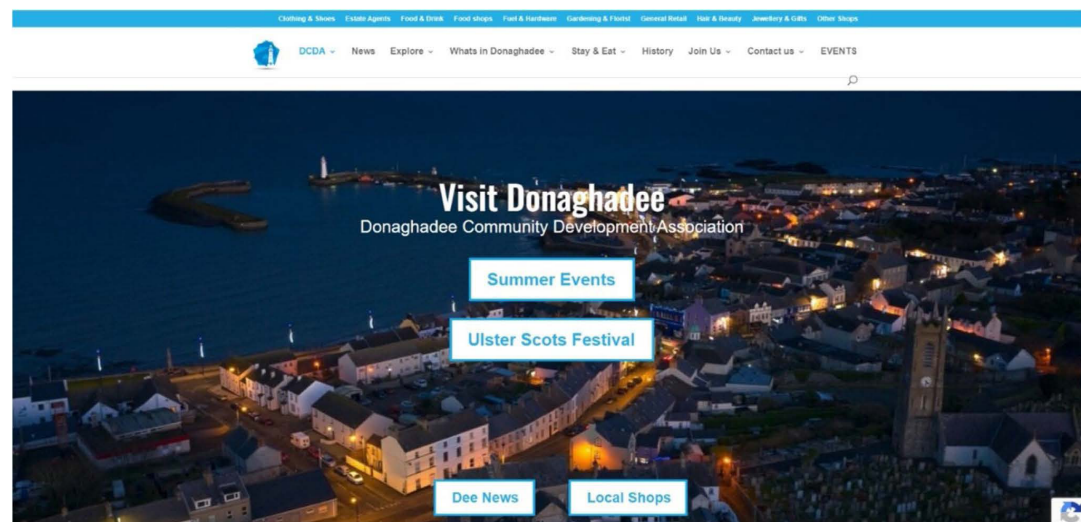 Clothing & Shoes Estate Agents Food & Drink Food shops Fuel & Hardware Gardening & Florist General Retail Hair & Beauty Jewellery & Gifts Other Shops
DCDA News Explore Whats in Donaghadee Stay & Eat History Join Us Contact us EVENTS
Visit Donaghadee
Donaghadee Community Development Association
Summer Events
Ulster Scots Festival
Dee News Local Shops